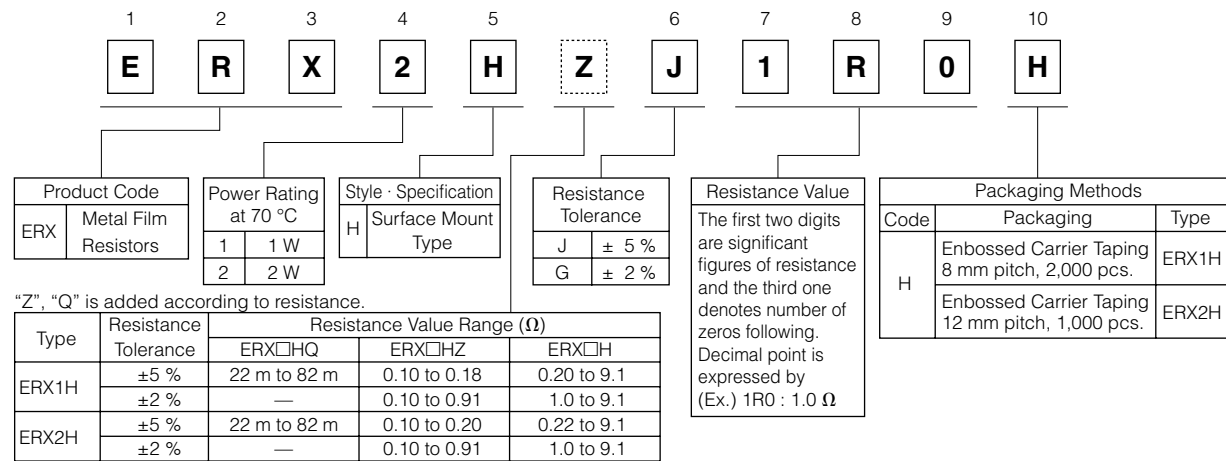 1 2 3 4 5 6 7 8 9 10
E R X 2 H Z J 1 R 0 H
Product Code
ERX Metal Film Resistors
Power Rating
at 70 °C
1 1 W
2 2 W
Style · Specification
H Surface Mount Type
Resistance
Tolerance
J ± 5 %
G ± 2 %
Resistance Value
The first two digits
are significant
figures of resistance
and the third one
denotes number of
zeros following.
Decimal point is
expressed by
(Ex.) 1R0 : 1.0 Ω
Packaging Methods
Code Packaging Type
H
Enbossed Carrier Taping
8 mm pitch, 2,000 pcs.
ERX1H
Enbossed Carrier Taping
12 mm pitch, 1,000 pcs.
ERX2H
“Z”, “Q” is added according to resistance.
Type Resistance Tolerance Resistance Value Range (Ω)
ERX□HQ ERX□HZ ERX□H
ERX1H ±5 % 22 m to 82 m 0.10 to 0.18 0.20 to 9.1
±2 % — 0.10 to 0.91 1.0 to 9.1
ERX2H ±5 % 22 m to 82 m 0.10 to 0.20 0.22 to 9.1
±2 % — 0.10 to 0.91 1.0 to 9.1